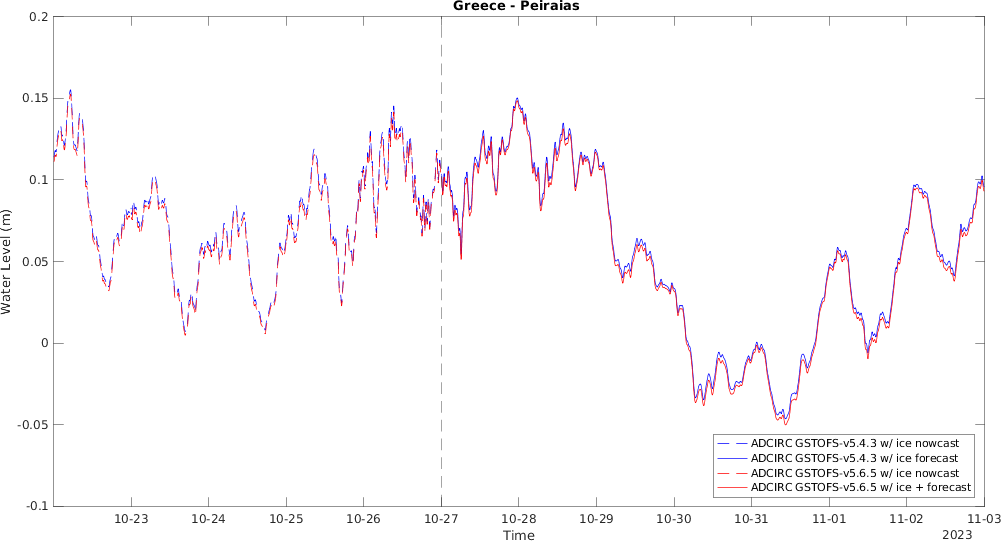 Greece - Peiraias
0.2
0.15
0.1
0.05
0
-0.05
-0.1
Water Level (m)
10-23 10-24 10-25 10-26 10-27 10-28 10-29 10-30 10-31 11-01 11-02 11-03
Time
2023
ADCIRC GSTOFS-v5.4.3 w/ ice nowcast
ADCIRC GSTOFS-v5.4.3 w/ ice forecast
ADCIRC GSTOFS-v5.6.5 w/ ice nowcast
ADCIRC GSTOFS-v5.6.5 w/ ice + forecast